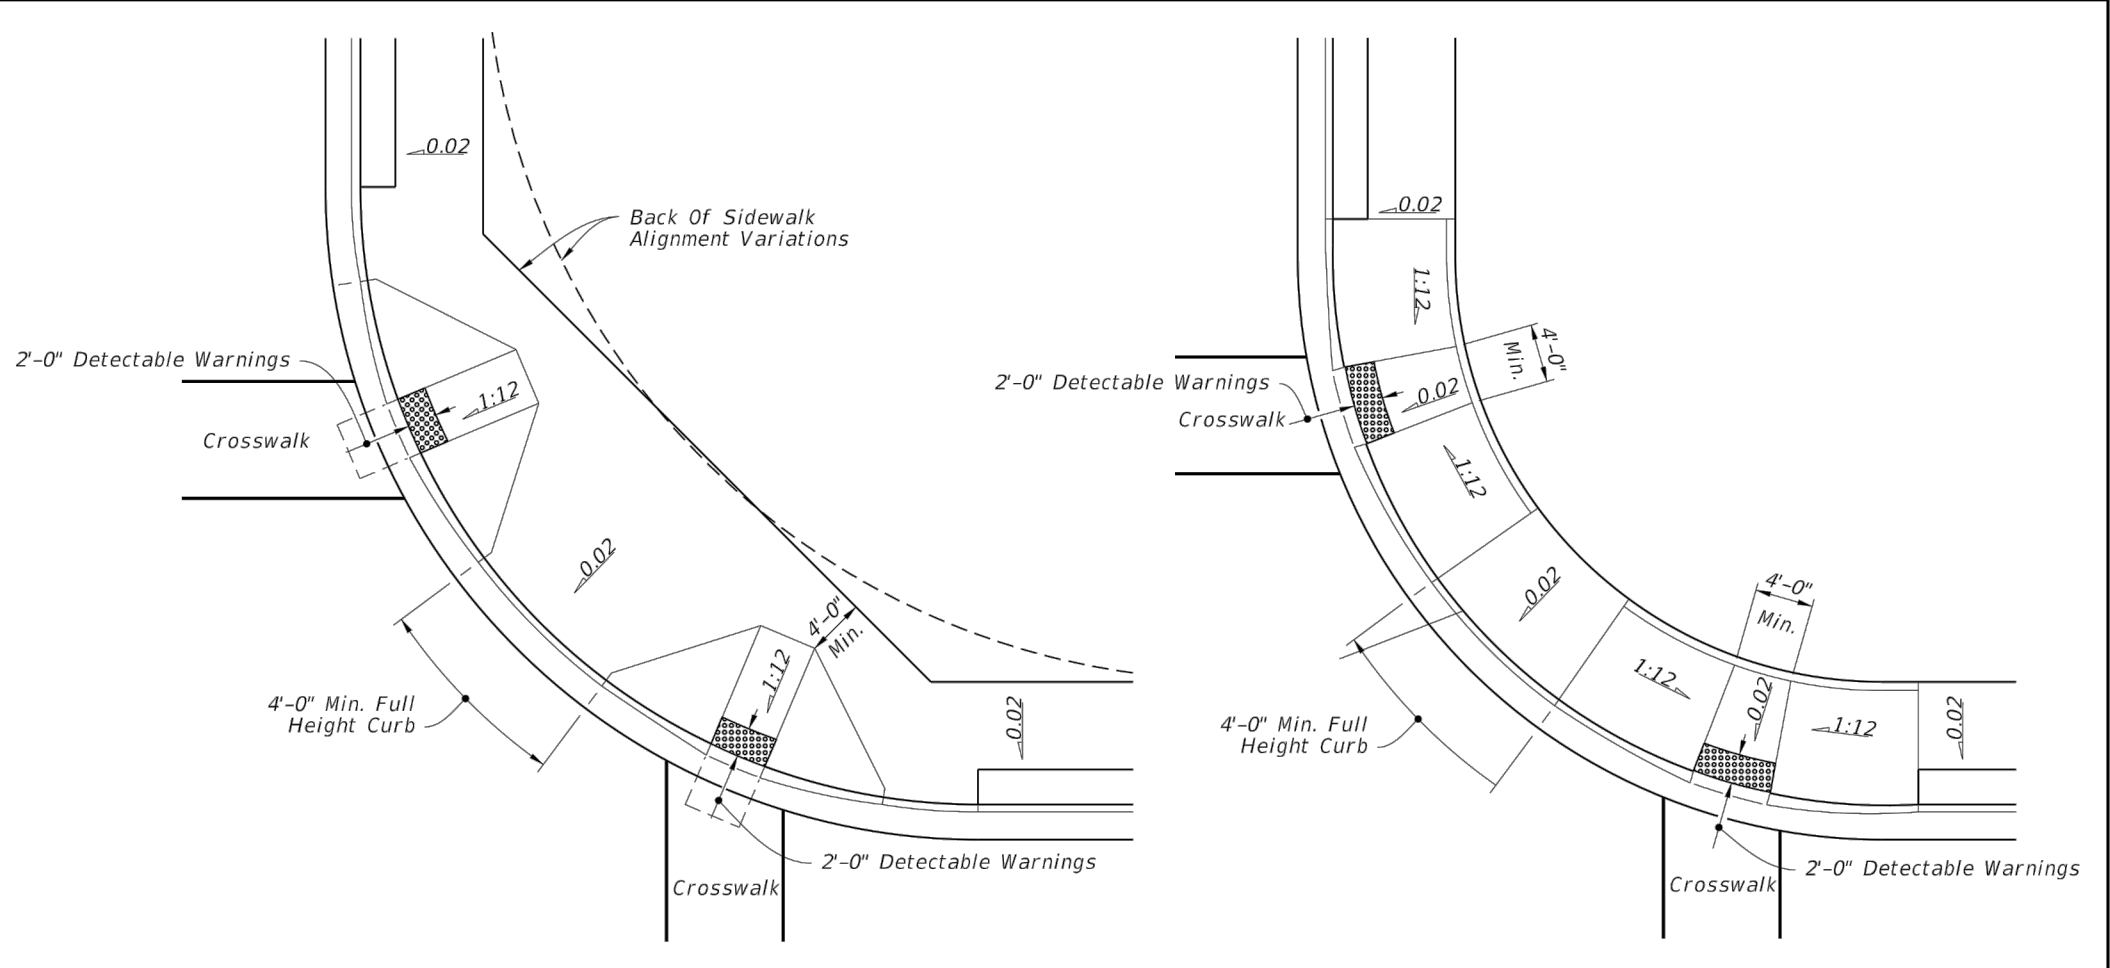 0.02
Back Of Sidewalk
Alignment Variations
2'-0" Detectable Warnings
1:12
Crosswalk
0.02
4'-0"
Min.
1:12
4'-0" Min. Full
Height Curb
0.02
2'-0" Detectable Warnings
Crosswalk
0.02
1:12
4'-0"
Min.
2'-0" Detectable Warnings
0.02
Crosswalk
1:12
0.02
4'-0"
Min.
1:12
0.02
1:12
0.02
4'-0" Min. Full
Height Curb
2'-0" Detectable Warnings
Crosswalk